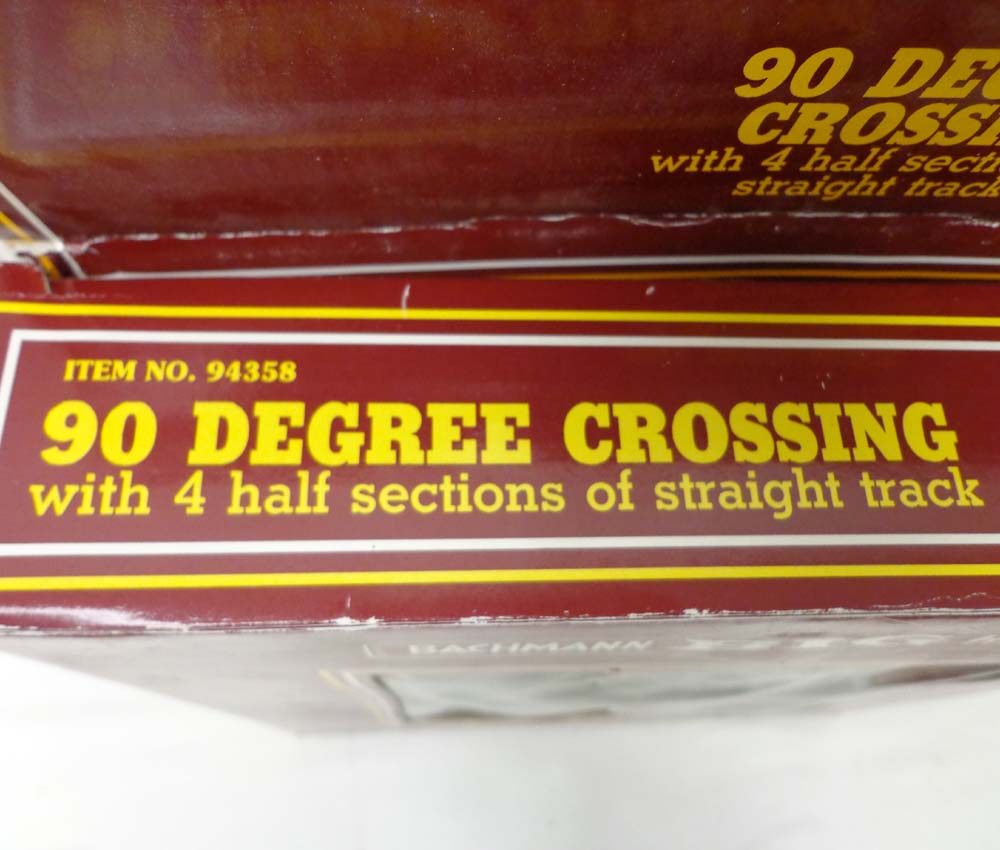 90 DEG
CROSSI
with 4 half secti
straight track
ITEM NO. 94358
90 DEGREE CROSSING
with 4 half sections of straight track
BACHMANN